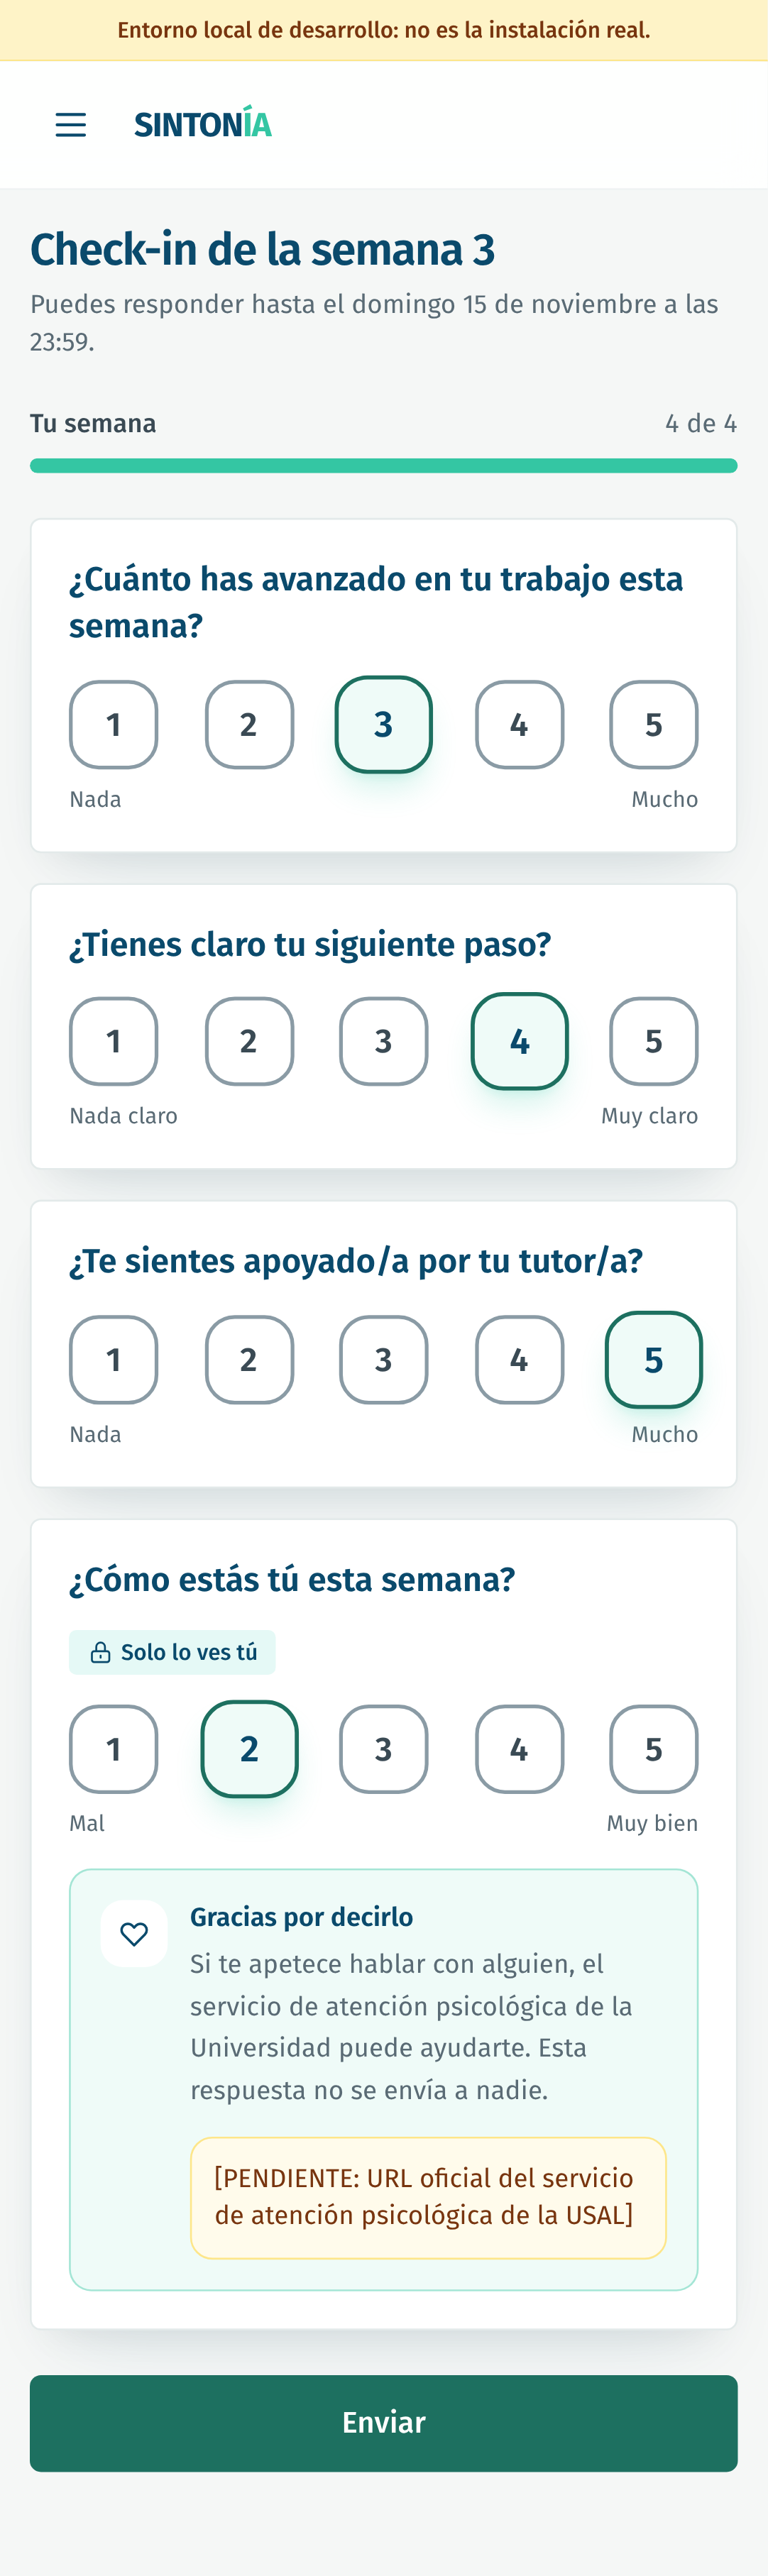 Entorno local de desarrollo: no es la instalación real.
SINTONÍA
Check-in de la semana 3
Puedes responder hasta el domingo 15 de noviembre a las
23:59.
Tu semana 4 de 4
¿Cuánto has avanzado en tu trabajo esta
semana?
1 2 3 4 5
Nada Mucho
¿Tienes claro tu siguiente paso?
1 2 3 4 5
Nada claro Muy claro
¿Te sientes apoyado/a por tu tutor/a?
1 2 3 4 5
Nada Mucho
¿Cómo estás tú esta semana?
Solo lo ves tú
1 2 3 4 5
Mal Muy bien
Gracias por decirlo
Si te apetece hablar con alguien, el
servicio de atención psicológica de la
Universidad puede ayudarte. Esta
respuesta no se envía a nadie.
[PENDIENTE: URL oficial del servicio
de atención psicológica de la USAL]
Enviar